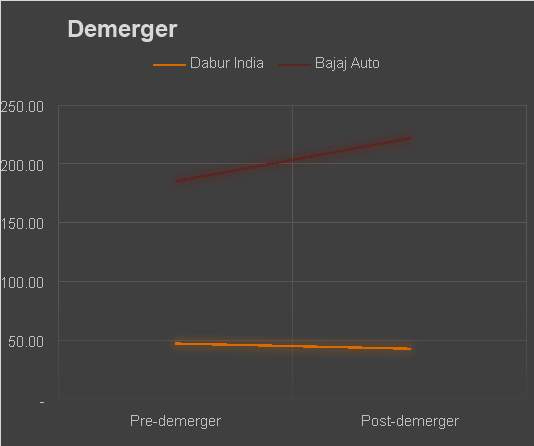 Demerger
Dabur India Bajaj Auto
250.00
200.00
150.00
100.00
50.00
-
Pre-demerger Post-demerger